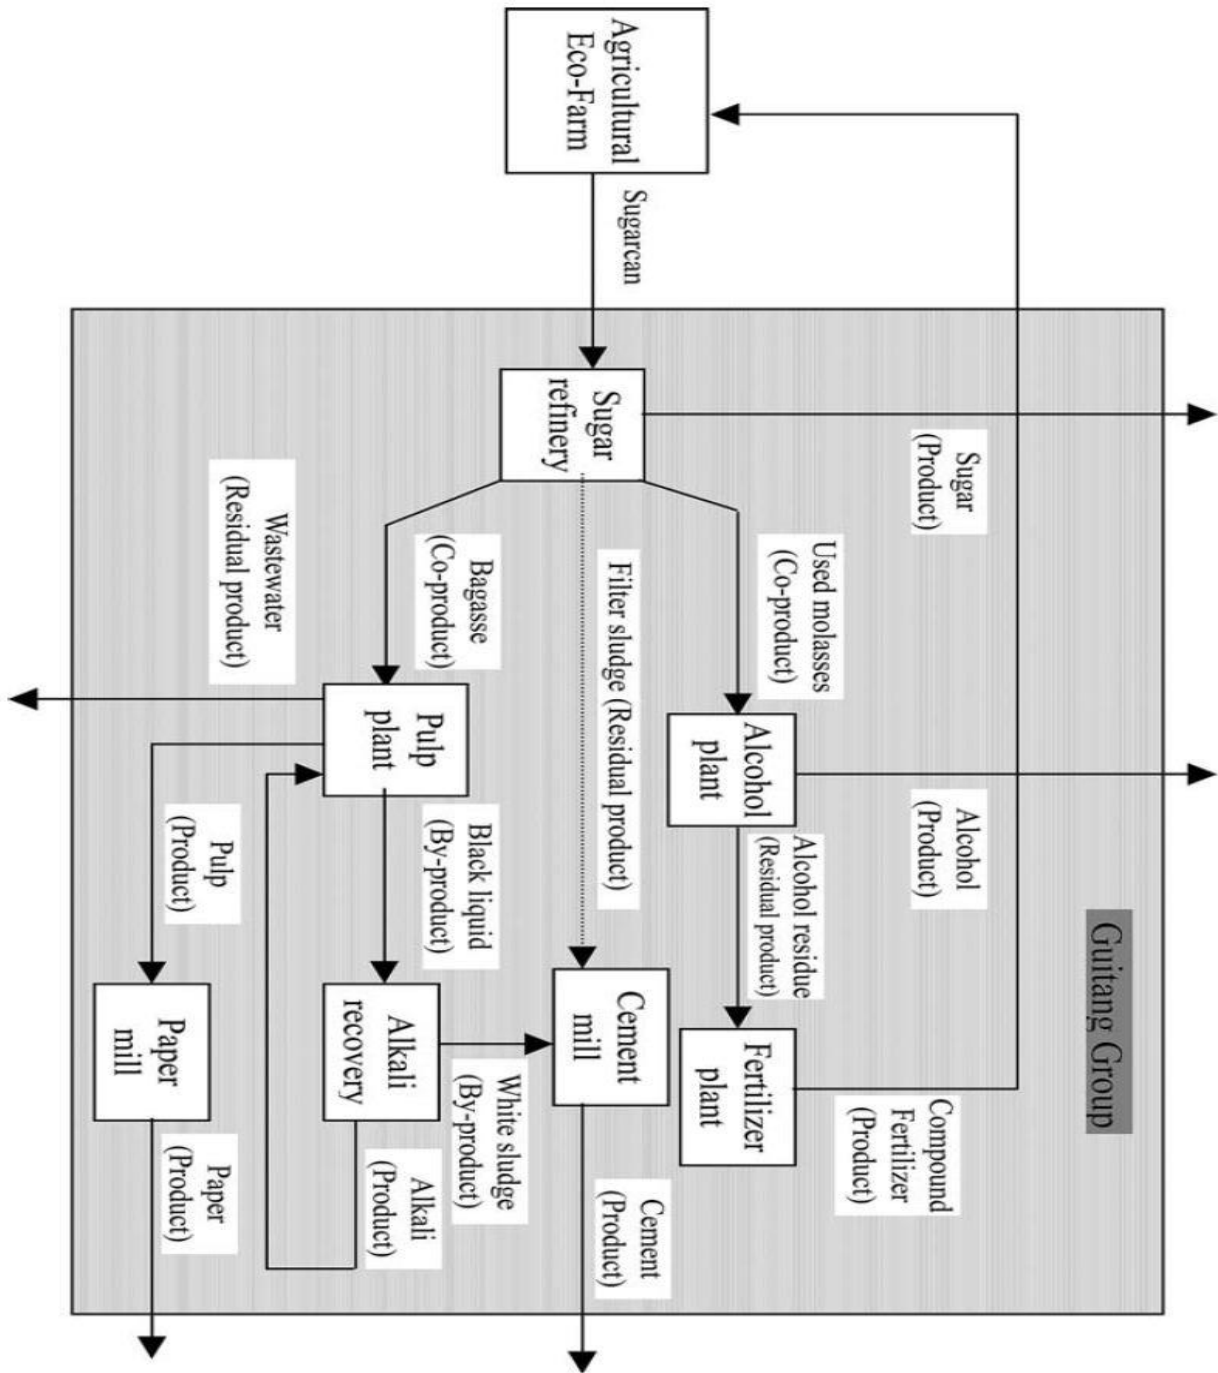 Guitang Group
Sugar
(Product)
Alcohol
(Product)
Compound
Fertilizer
(Product)
Used molasses
(Co-product)
Alcohol residue
(Residual product)
Alcohol
plant
Fertilizer
plant
Agricultural
Eco-Farm
Sugarcan
Sugar
refinery
Filter sludge (Residual product)
Cement
mill
Cement
(Product)
Bagasse
(Co-product)
Black liquid
(By-product)
White sludge
(By-product)
Pulp
plant
Alkali
recovery
Alkali
(Product)
Wastewater
(Residual product)
Pulp
(Product)
Paper
mill
Paper
(Product)